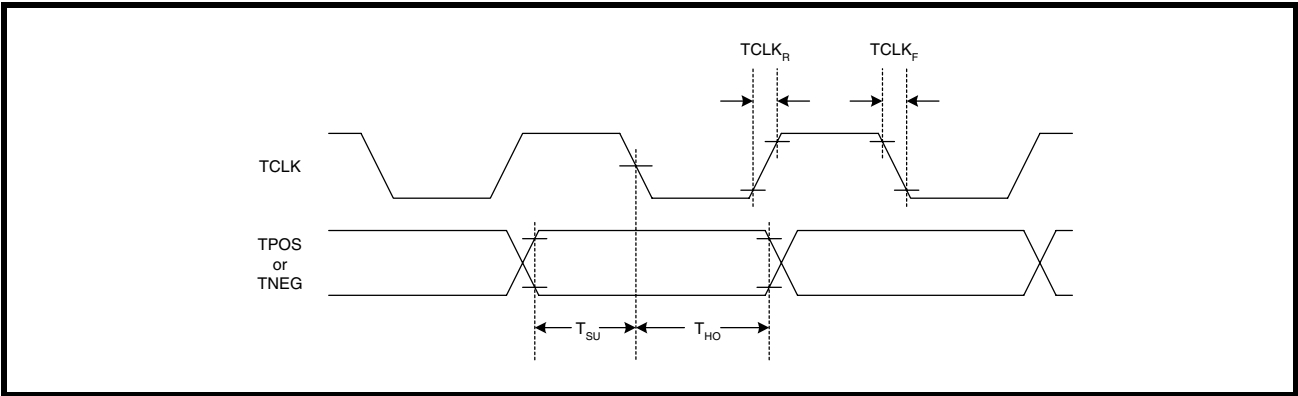 TCLKR
TCLKF
TCLK
TPOS
or
TNEG
TSU
THO